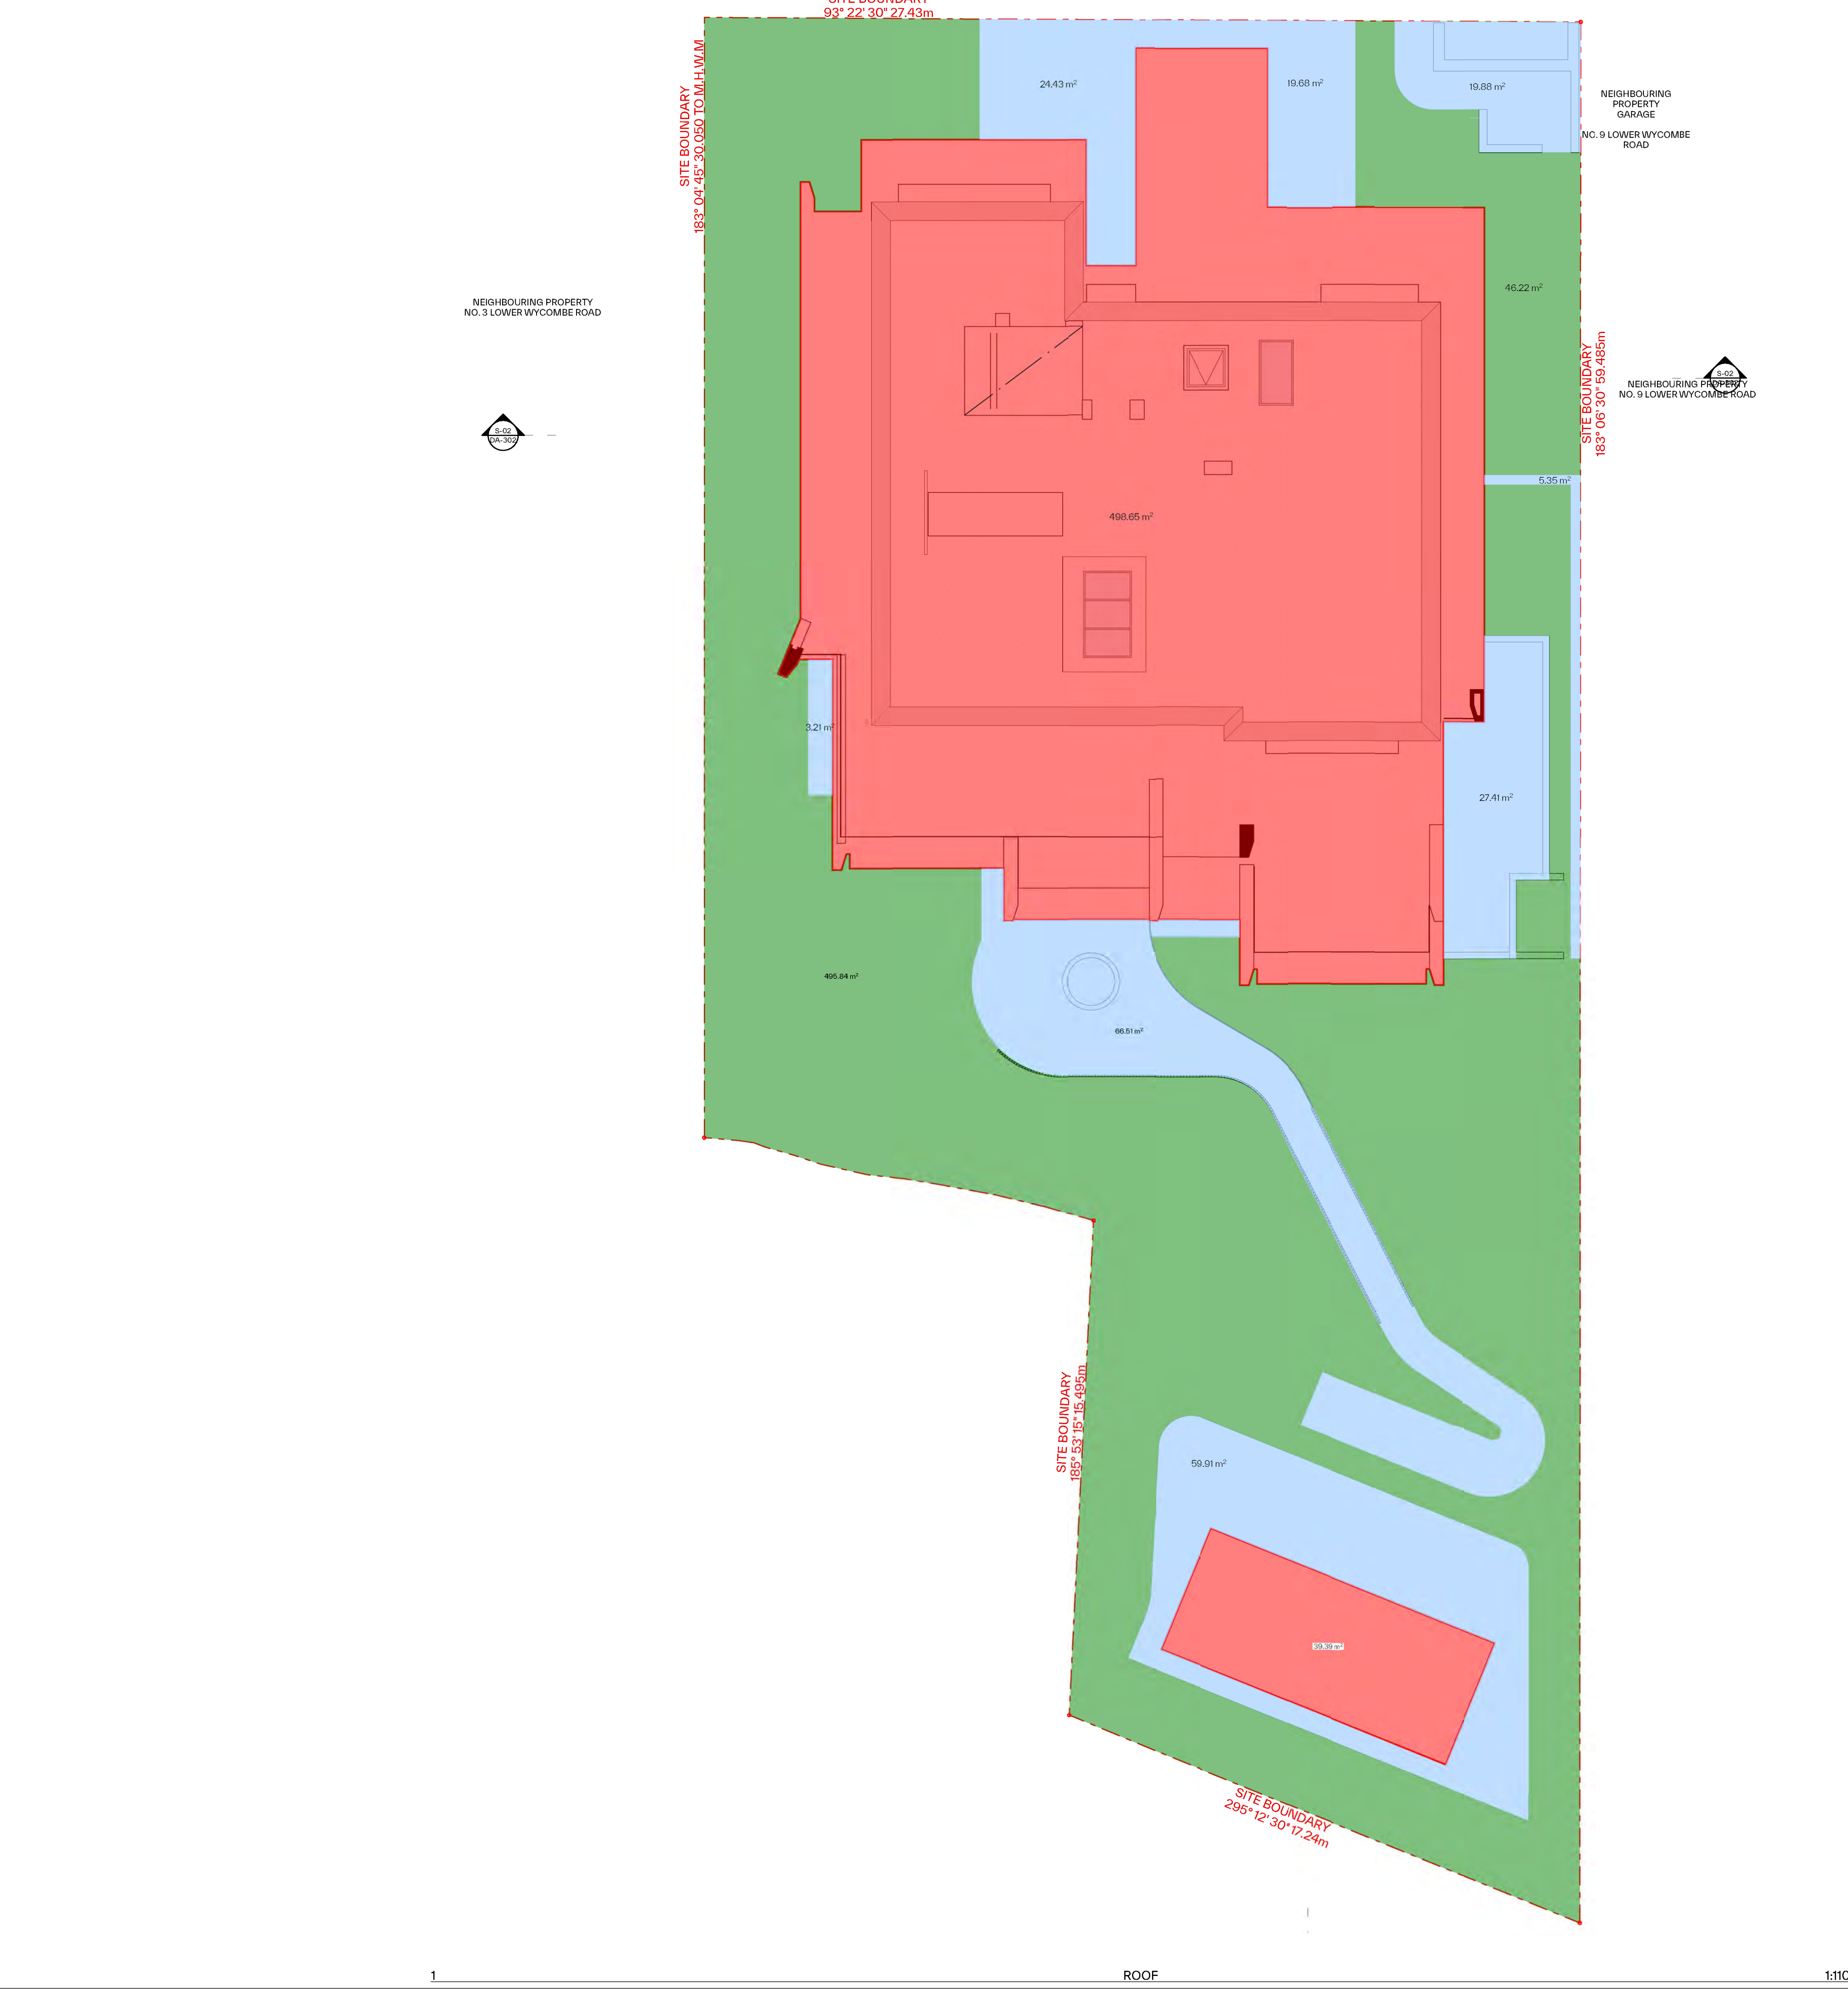 SITE BOUNDARY
93° 22' 30" 27.43m
SITE BOUNDARY
183° 04' 45" 30.050 TO M.H.W.M
24.43 m²
19.68 m²
19.88 m²
NEIGHBOURING
PROPERTY
GARAGE
NO. 9 LOWER WYCOMBE
ROAD
46.22 m²
NEIGHBOURING PROPERTY
NO. 3 LOWER WYCOMBE ROAD
SITE BOUNDARY
183° 06' 30" 59.485m
S-02
NEIGHBOURING PROPERTY
NO. 9 LOWER WYCOMBE ROAD
S-02
DA-302
5.35 m²
498.65 m²
3.21 m²
27.41 m²
495.84 m²
66.51 m²
SITE BOUNDARY
185° 53' 15" 15.495m
59.91 m²
39.39 m²
SITE BOUNDARY
295° 12' 30" 17.24m
1
ROOF
1:110